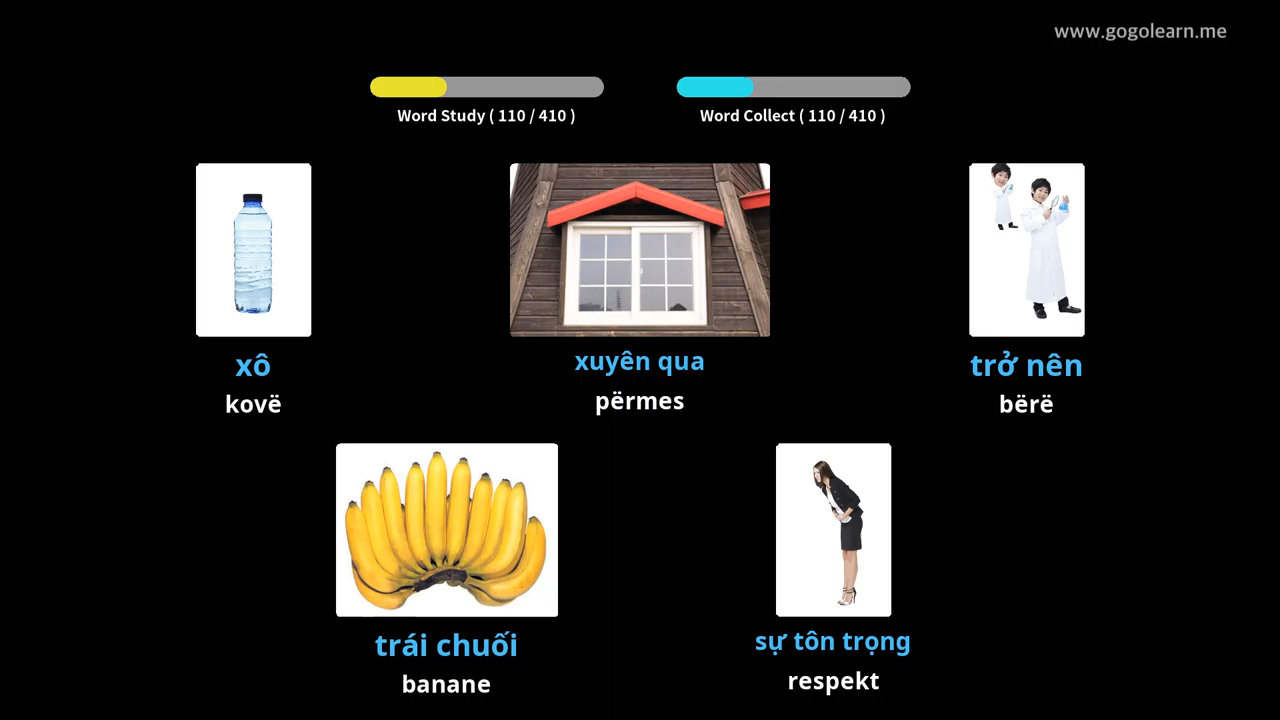 www.gogolearn.me
Word Study ( 110 / 410 )
Word Collect ( 110 / 410 )
xô
kovë
xuyên qua
përmes
trở nên
bërë
trái chuối
banane
sự tôn trọng
respekt